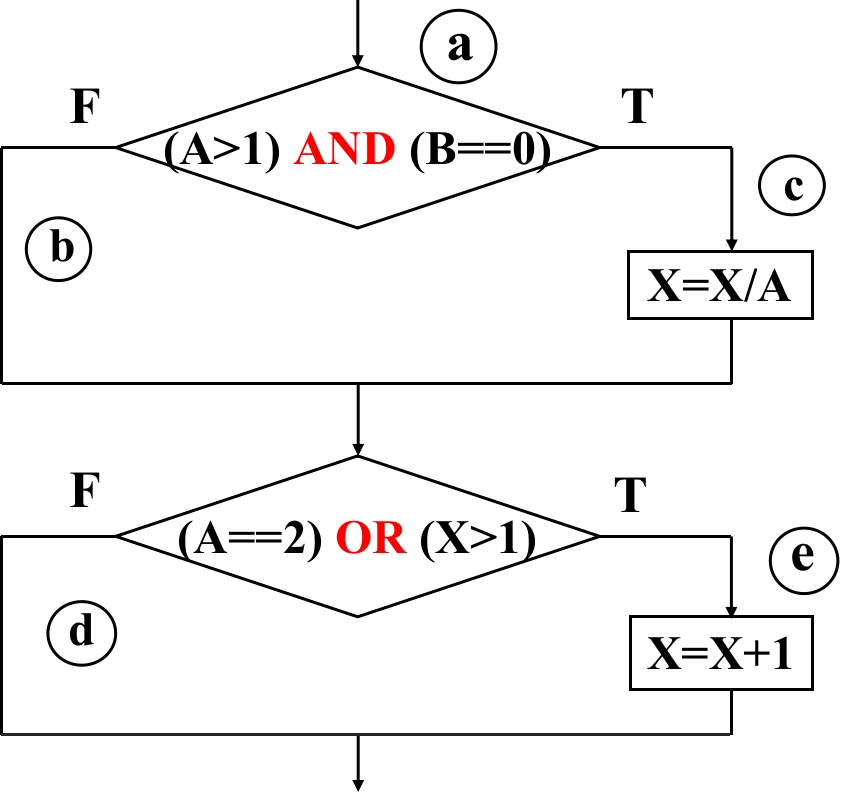 a
F
T
(A>1) AND (B==0)
c
b
X=X/A
F
T
(A==2) OR (X>1)
e
d
X=X+1